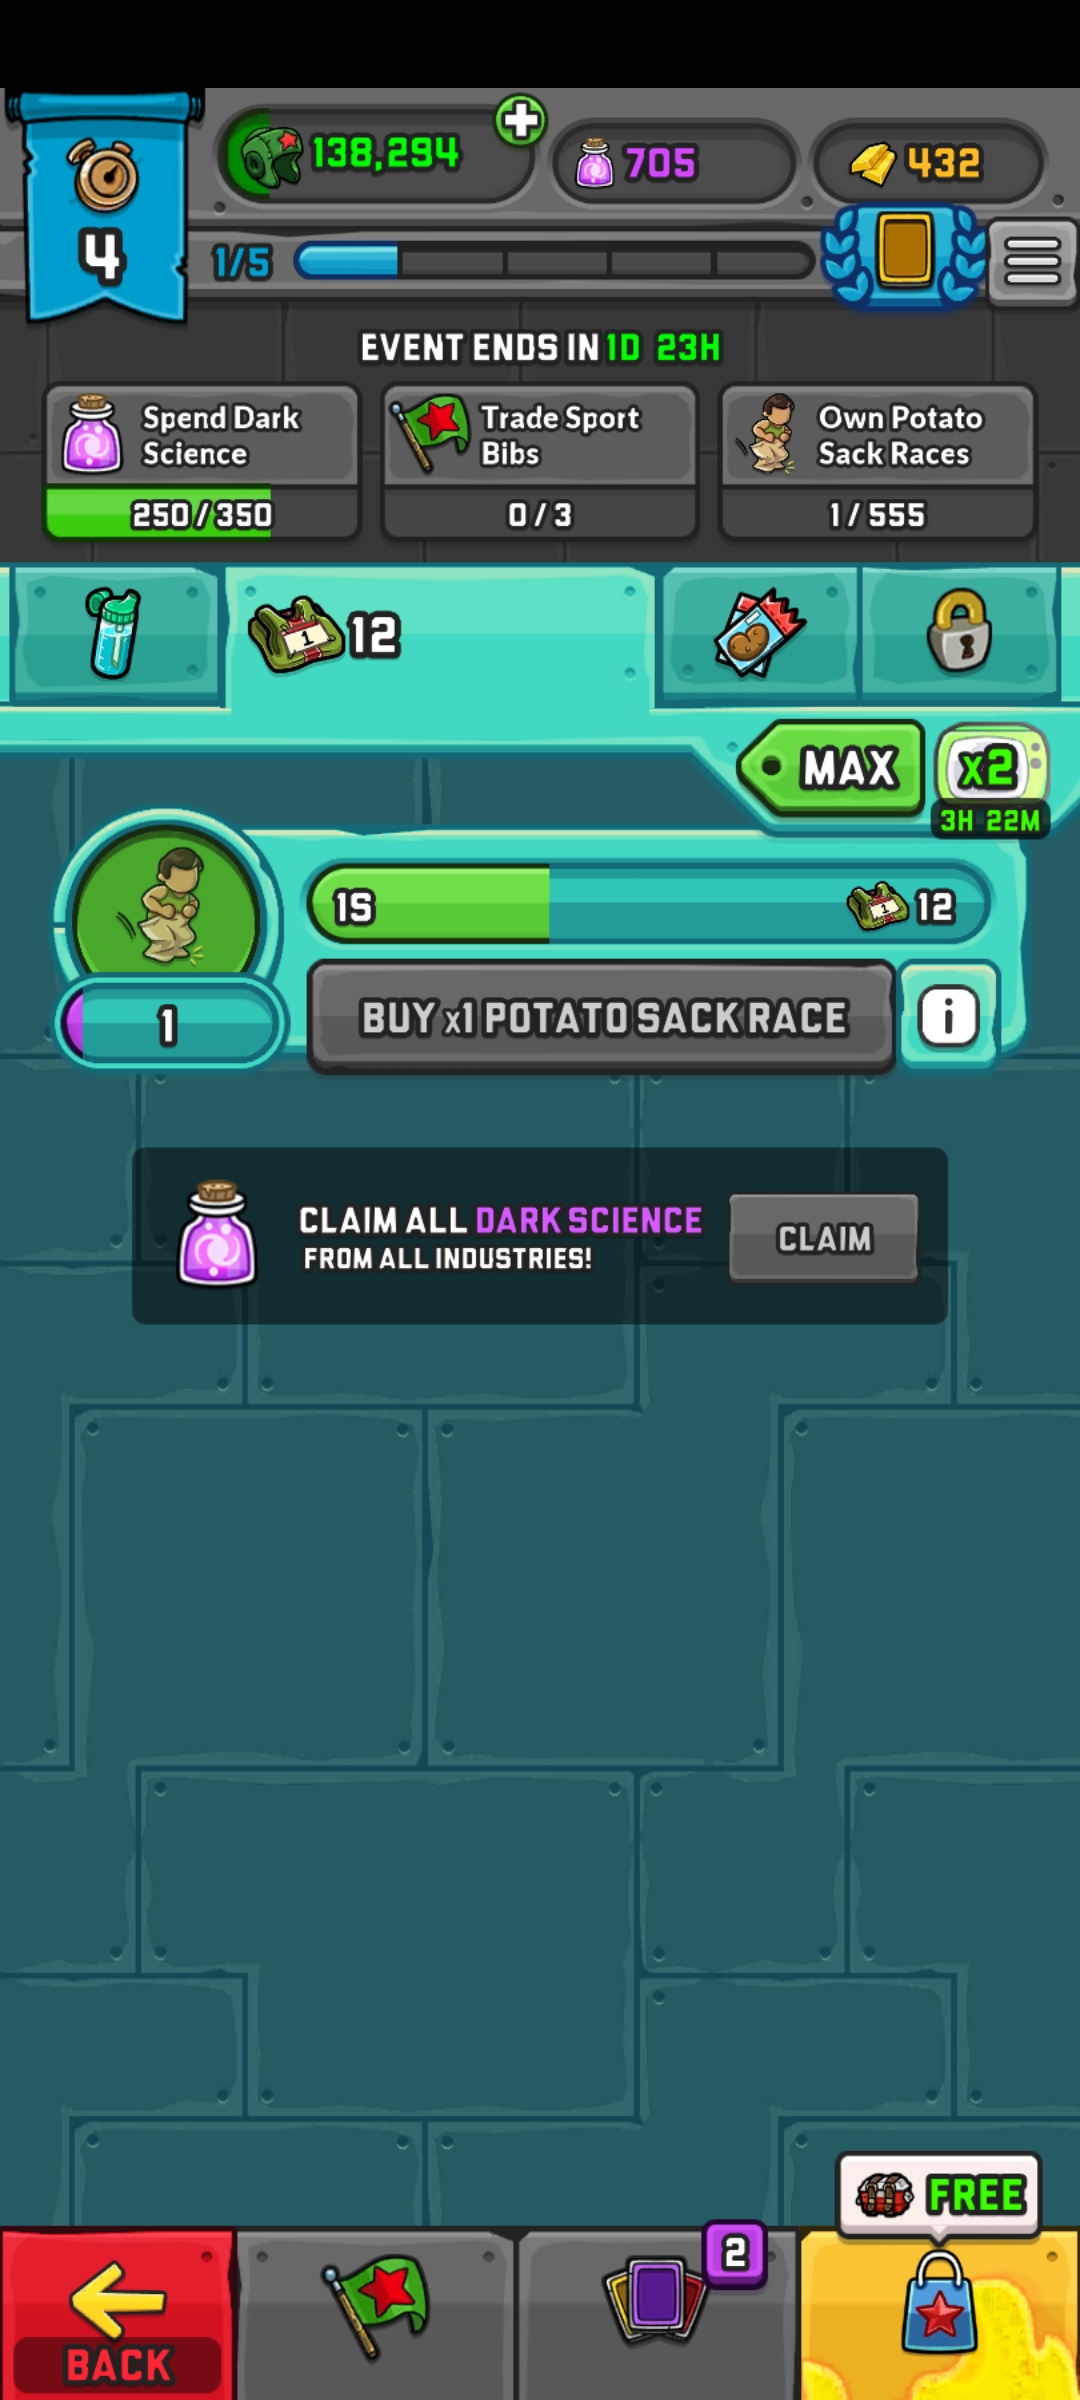 138,294
705
432
4
1/5
EVENT ENDS IN 1D 23H
Spend Dark
Science
250/350
Trade Sport
Bibs
0/3
Own Potato
Sack Races
1/555
1
12
MAX
x2
3H 22M
1S
1
12
1
BUY x1 POTATO SACK RACE
i
CLAIM ALL DARK SCIENCE
FROM ALL INDUSTRIES!
CLAIM
FREE
2
BACK